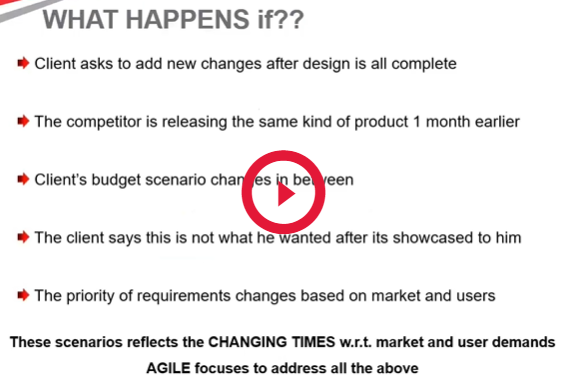 WHAT HAPPENS if??
Client asks to add new changes after design is all complete
The competitor is releasing the same kind of product 1 month earlier
Client's budget scenario changes in between
The client says this is not what he wanted after its showcased to him
The priority of requirements changes based on market and users
These scenarios reflects the CHANGING TIMES w.r.t. market and user demands
AGILE focuses to address all the above